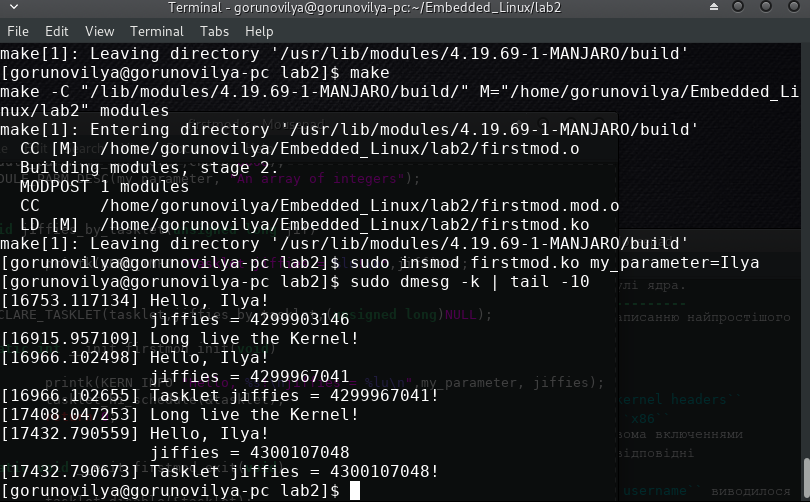 Terminal - gorunovilya@gorunovilya-pc:~/Embedded_Linux/lab2
File Edit View Terminal Tabs Help
make[1]: Leaving directory '/usr/lib/modules/4.19.69-1-MANJARO/build'
[gorunovilya@gorunovilya-pc lab2]$ make
make -C "/lib/modules/4.19.69-1-MANJARO/build/" M="/home/gorunovilya/Embedded_Li
nux/lab2" modules
make[1]: Entering directory '/usr/lib/modules/4.19.69-1-MANJARO/build'
  CC [M]  /home/gorunovilya/Embedded_Linux/lab2/firstmod.o
  Building modules, stage 2.
  MODPOST 1 modules
  CC      /home/gorunovilya/Embedded_Linux/lab2/firstmod.mod.o
  LD [M]  /home/gorunovilya/Embedded_Linux/lab2/firstmod.ko
make[1]: Leaving directory '/usr/lib/modules/4.19.69-1-MANJARO/build'
[gorunovilya@gorunovilya-pc lab2]$ sudo insmod firstmod.ko my_parameter=Ilya
[gorunovilya@gorunovilya-pc lab2]$ sudo dmesg -k | tail -10
[16753.117134] Hello, Ilya!
               jiffies = 4299903146
[16915.957109] Long live the Kernel!
[16966.102498] Hello, Ilya!
               jiffies = 4299967041
[16966.102655] Tasklet jiffies = 4299967041!
[17408.047253] Long live the Kernel!
[17432.790559] Hello, Ilya!
               jiffies = 4300107048
[17432.790673] Tasklet jiffies = 4300107048!
[gorunovilya@gorunovilya-pc lab2]$